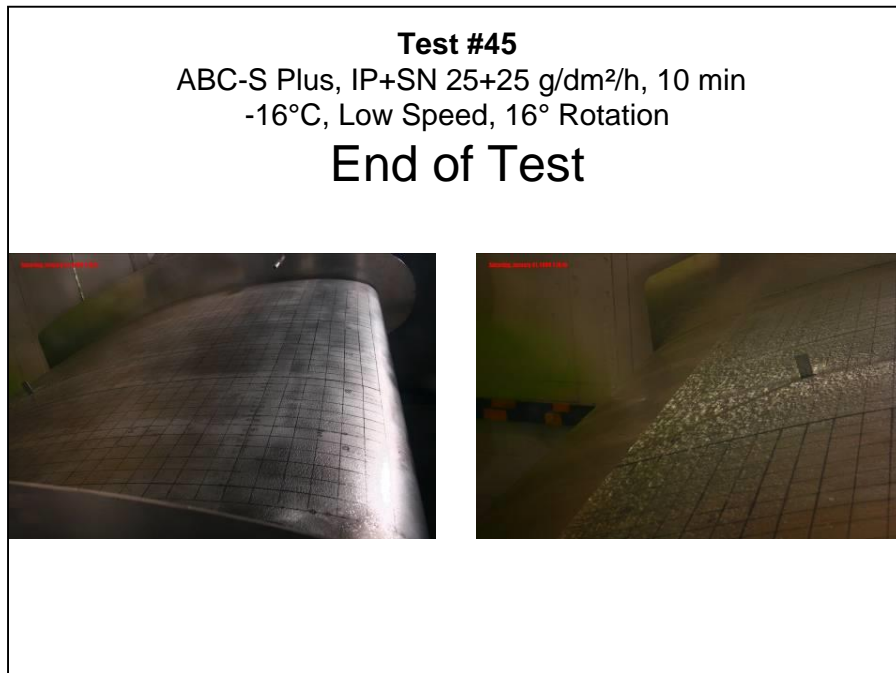 Test #45
ABC-S Plus, IP+SN 25+25 g/dm²/h, 10 min
-16°C, Low Speed, 16° Rotation
End of Test